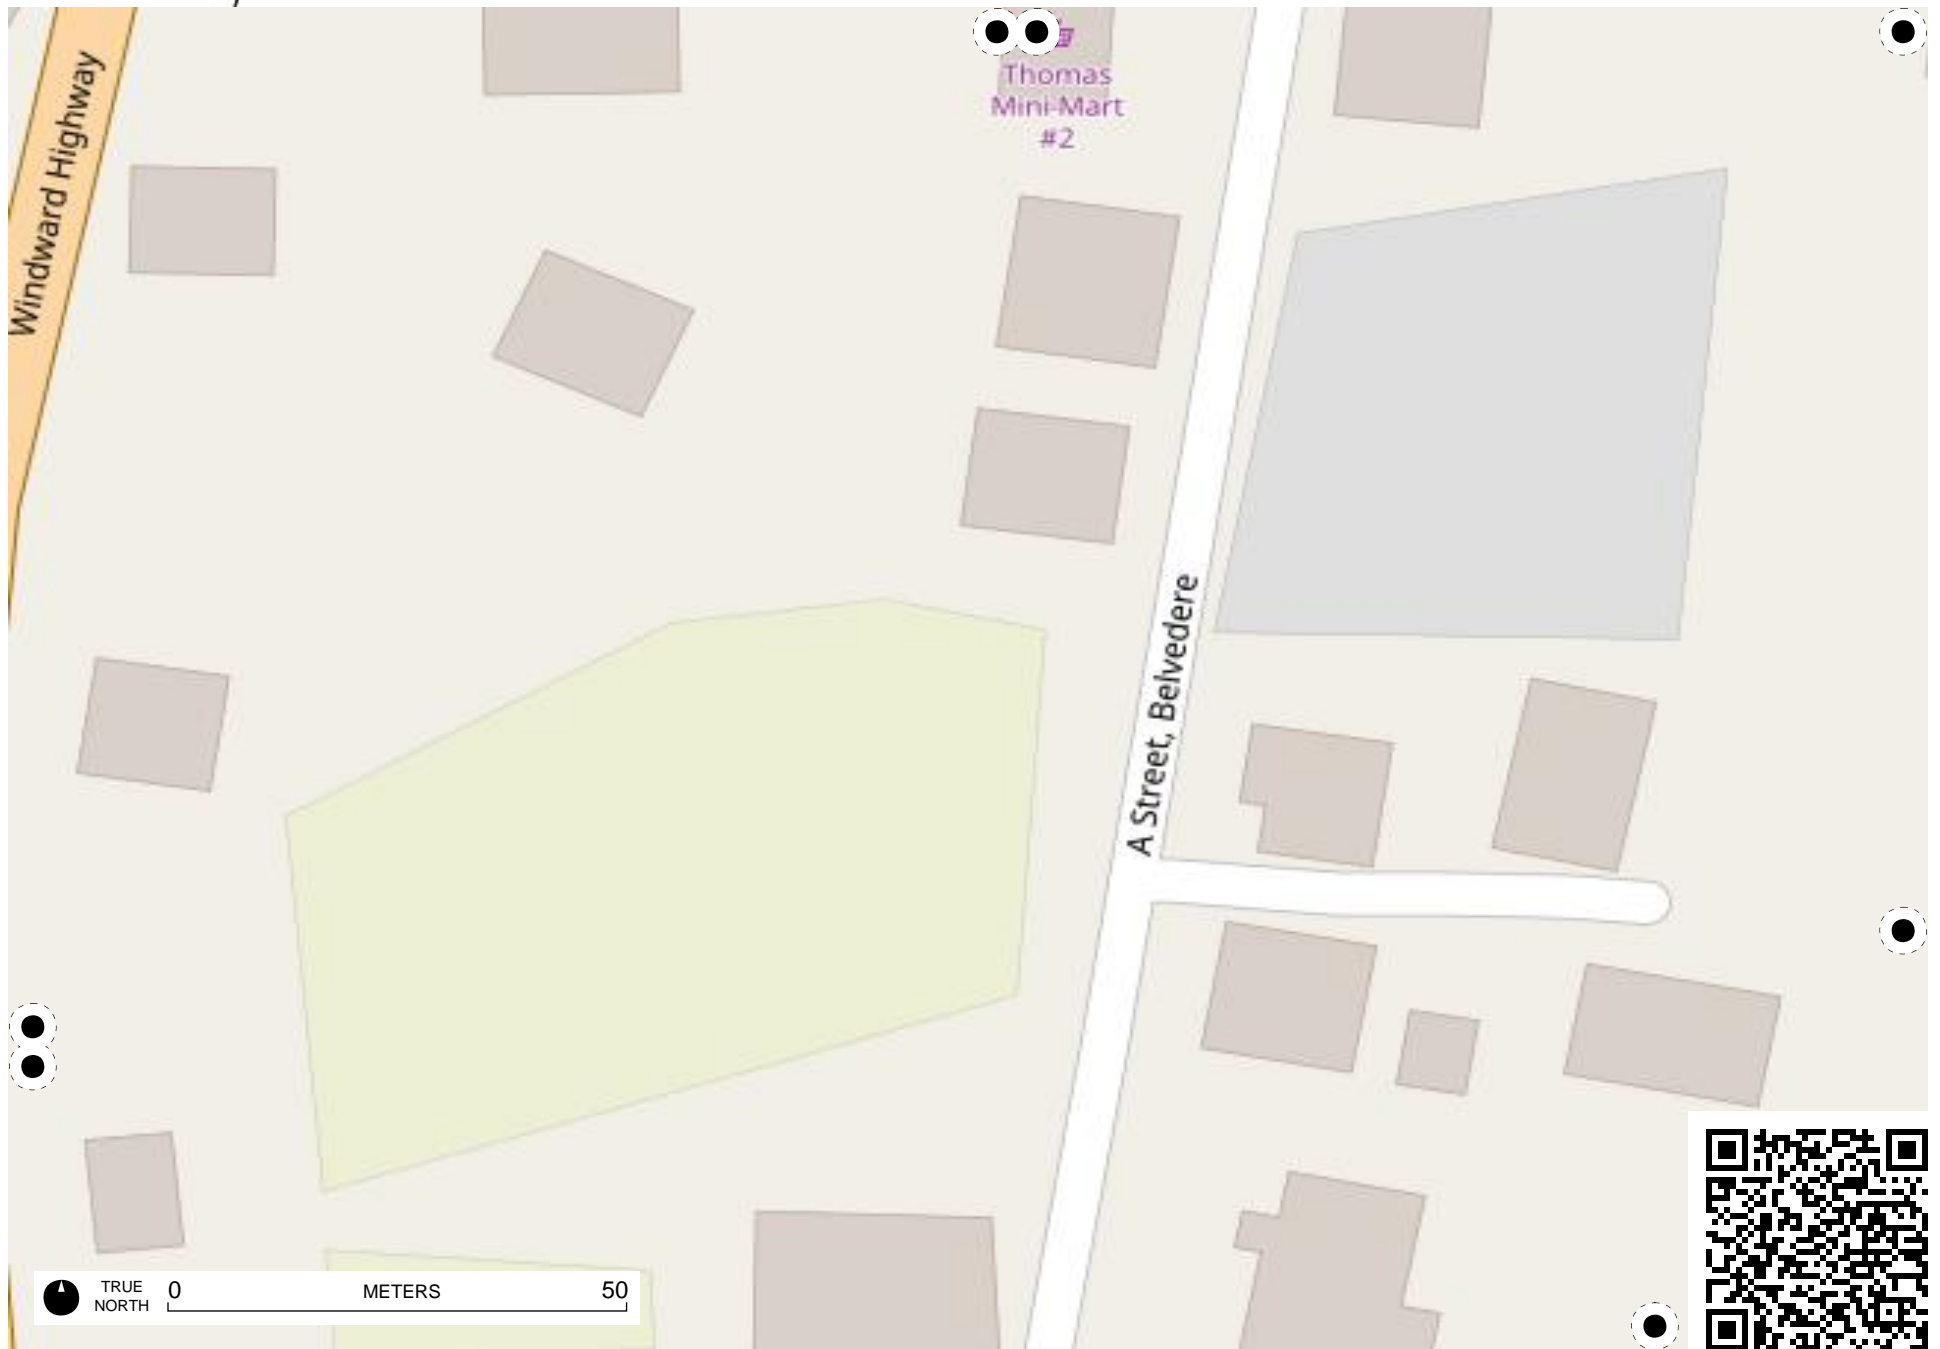 Windward Highway
Thomas
Mini-Mart
#2
A Street, Belvedere
TRUE
NORTH
0
METERS
50